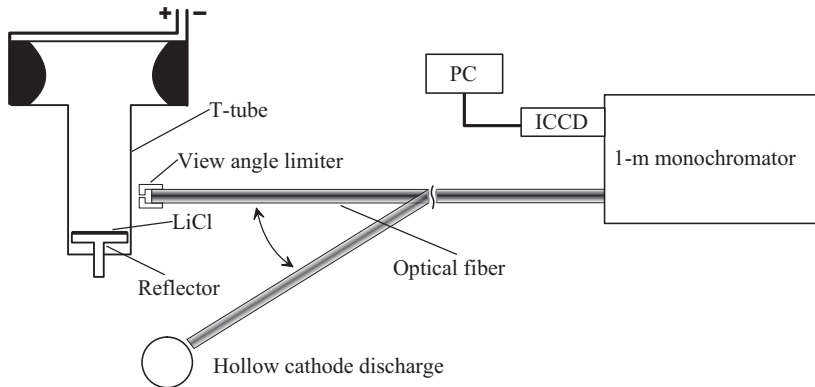 + −
PC
T-tube
ICCD
1-m monochromator
View angle limiter
LiCl
Optical fiber
Reflector
Hollow cathode discharge